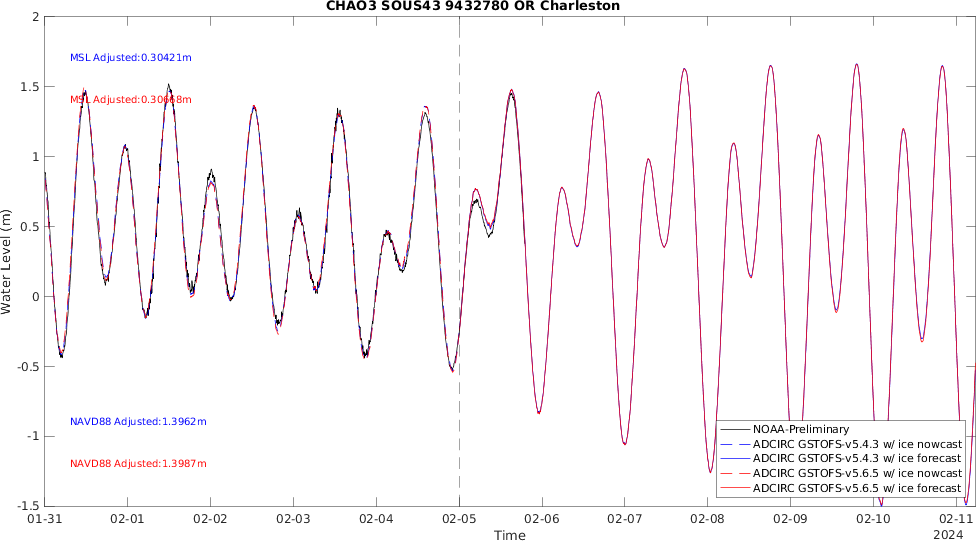 CHAO3 SOUS43 9432780 OR Charleston
2
1.5
1
0.5
0
-0.5
-1
-1.5
Water Level (m)
MSL Adjusted:0.30421m
MSL Adjusted:0.30668m
NAVD88 Adjusted:1.3962m
NAVD88 Adjusted:1.3987m
NOAA-Preliminary
ADCIRC GSTOFS-v5.4.3 w/ ice nowcast
ADCIRC GSTOFS-v5.4.3 w/ ice forecast
ADCIRC GSTOFS-v5.6.5 w/ ice nowcast
ADCIRC GSTOFS-v5.6.5 w/ ice forecast
01-31 02-01 02-02 02-03 02-04 02-05 02-06 02-07 02-08 02-09 02-10 02-11
Time
2024